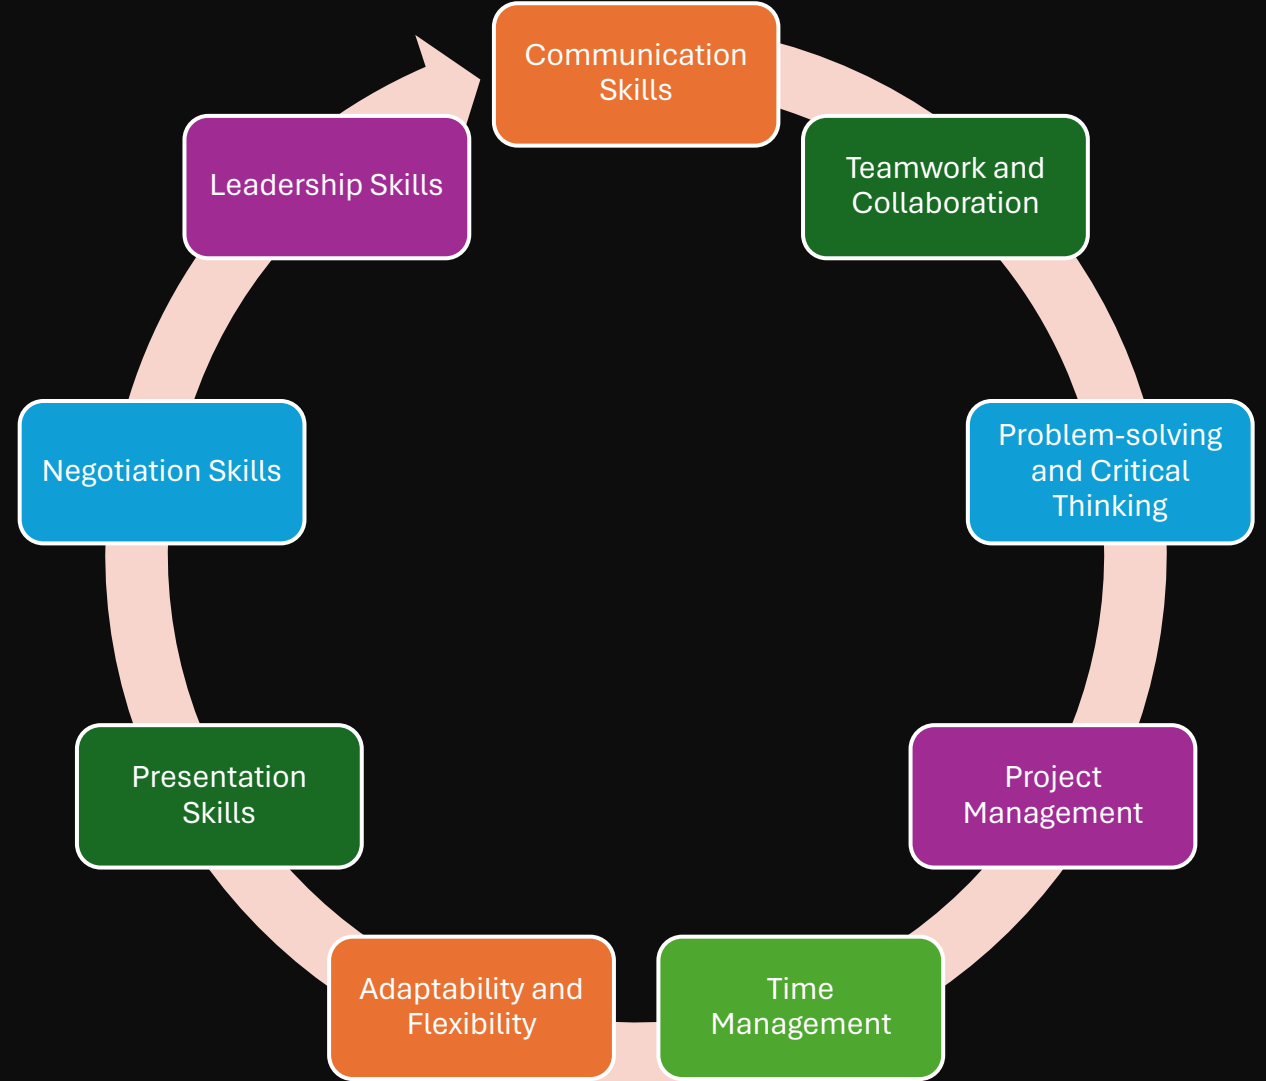 Communication
Skills
Teamwork and
Collaboration
Problem-solving
and Critical
Thinking
Project
Management
Time
Management
Adaptability and
Flexibility
Presentation
Skills
Negotiation Skills
Leadership Skills